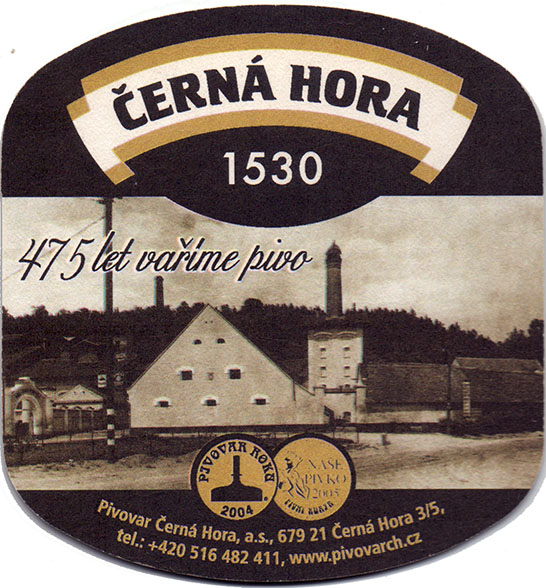 ČERNÁ HORA
1530
475 let vaříme pivo
PIVOVAR ROKU
2004
NAŠE
PIVKO
2005
Pivovar Černá Hora, a.s., 679 21 Černá Hora 3/5,
tel.: +420 516 482 411, www.pivovarch.cz